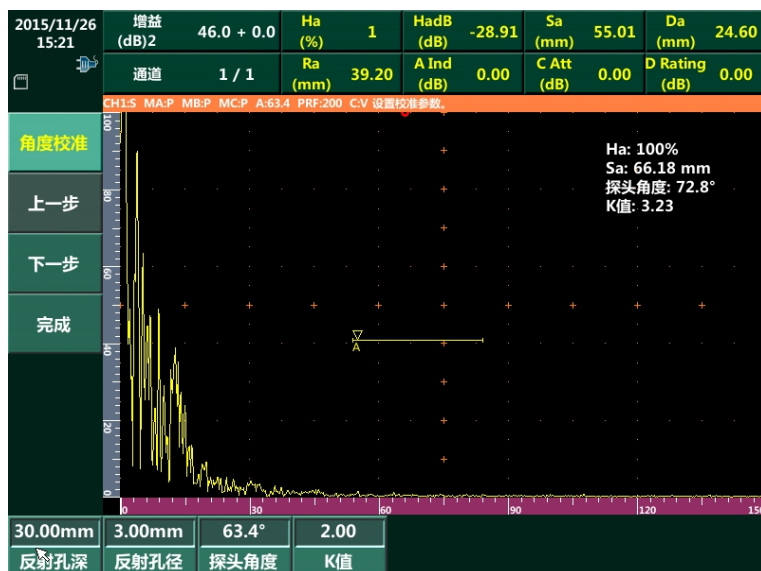 2015/11/26
15:21
增益
(dB)2
46.0 + 0.0
Ha
(%)
1
HadB
(dB)
-28.91
Sa
(mm)
55.01
Da
(mm)
24.60
通道
1 / 1
Ra
(mm)
39.20
A Ind
(dB)
0.00
C Att
(dB)
0.00
D Rating
(dB)
0.00
CH1:S MA:P MB:P MC:P A:63.4 PRF:200 C:V 设置校准参数。
角度校准
上一步
下一步
完成
Ha: 100%
Sa: 66.18 mm
探头角度: 72.8°
K值: 3.23
100
80
60
40
20
0
A
0
30
60
90
120
150
30.00mm
3.00mm
63.4°
2.00
反射孔深
反射孔径
探头角度
K值